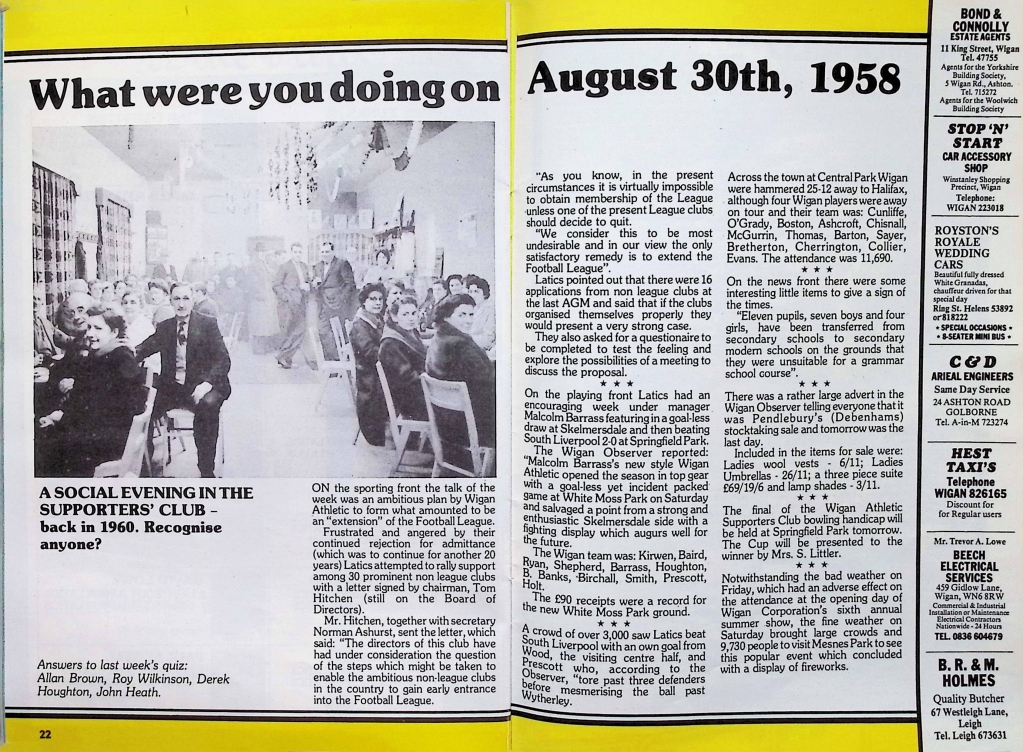 What were you doing on
August 30th, 1958
A SOCIAL EVENING IN THE
SUPPORTERS' CLUB –
back in 1960. Recognise
anyone?
Answers to last week's quiz:
Allan Brown, Roy Wilkinson, Derek
Houghton, John Heath.
ON the sporting front the talk of the
week was an ambitious plan by Wigan
Athletic to form what amounted to be
an "extension" of the Football League.
Frustrated and angered by their
continued rejection for admittance
(which was to continue for another 20
years) Latics attempted to rally support
among 30 prominent non league clubs
with a letter signed by chairman, Tom
Hitchen (still on the Board of
Directors).
Mr. Hitchen, together with secretary
Norman Ashurst, sent the letter, which
said: "The directors of this club have
had under consideration the question
of the steps which might be taken to
enable the ambitious non-league clubs
in the country to gain early entrance
into the Football League.
22
"As you know, in the present
circumstances it is virtually impossible
to obtain membership of the League
unless one of the present League clubs
should decide to quit.
"We consider this to be most
undesirable and in our view the only
satisfactory remedy is to extend the
Football League".
Latics pointed out that there were 16
applications from non league clubs at
the last AGM and said that if the clubs
organised themselves properly they
would present a very strong case.
They also asked for a questionaire to
be completed to test the feeling and
explore the possibilities of a meeting to
discuss the proposal.
★ ★ ★
On the playing front Latics had an
encouraging week under manager
Malcolm Barrass featuring in a goal-less
draw at Skelmersdale and then beating
South Liverpool 2-0 at Springfield Park.
The Wigan Observer reported:
"Malcolm Barrass's new style Wigan
Athletic opened the season in top gear
with a goal-less yet incident packed
game at White Moss Park on Saturday
and salvaged a point from a strong and
enthusiastic Skelmersdale side with a
fighting display which augurs well for
the future.
The Wigan team was: Kirwen, Baird,
Ryan, Shepherd, Barrass, Houghton,
B. Banks, Birchall, Smith, Prescott,
Holt.
The £90 receipts were a record for
the new White Moss Park ground.
★ ★ ★
A crowd of over 3,000 saw Latics beat
South Liverpool with an own goal from
Wood, the visiting centre half, and
Prescott who, according to the
Observer, "tore past three defenders
before mesmerising the ball past
Wytherley.
Across the town at Central Park Wigan
were hammered 25-12 away to Halifax,
although four Wigan players were away
on tour and their team was: Cunliffe,
O'Grady, Boston, Ashcroft, Chisnall,
McGurrin, Thomas, Barton, Sayer,
Bretherton, Cherrington, Collier,
Evans. The attendance was 11,690.
★ ★ ★
On the news front there were some
interesting little items to give a sign of
the times.
"Eleven pupils, seven boys and four
girls, have been transferred from
secondary schools to secondary
modern schools on the grounds that
they were unsuitable for a grammar
school course".
★ ★ ★
There was a rather large advert in the
Wigan Observer telling everyone that it
was Pendlebury's (Debenhams)
stocktaking sale and tomorrow was the
last day.
Included in the items for sale were:
Ladies wool vests - 6/11; Ladies
Umbrellas - 26/11; a three piece suite
£69/19/6 and lamp shades - 3/11.
★ ★ ★
The final of the Wigan Athletic
Supporters Club bowling handicap will
be held at Springfield Park tomorrow.
The Cup will be presented to the
winner by Mrs. S. Littler.
★ ★ ★
Notwithstanding the bad weather on
Friday, which had an adverse effect on
the attendance at the opening day of
Wigan Corporation's sixth annual
summer show, the fine weather on
Saturday brought large crowds and
9,730 people to visit Mesnes Park to see
this popular event which concluded
with a display of fireworks.
BOND &
CONNOLLY
ESTATE AGENTS
11 King Street, Wigan
Tel. 47755
Agents for the Yorkshire
Building Society,
5 Wigan Rd., Ashton.
Tel. 715272
Agents for the Woolwich
Building Society
STOP 'N'
START
CAR ACCESSORY
SHOP
Winstanley Shopping
Precinct, Wigan
Telephone:
WIGAN 223018
ROYSTON'S
ROYALE
WEDDING
CARS
Beautiful fully dressed
White Granadas,
chauffeur driven for that
special day
Ring St. Helens 53892
or 818222
• SPECIAL OCCASIONS •
• 8-SEATER MINI BUS •
C & D
ARIEAL ENGINEERS
Same Day Service
24 ASHTON ROAD
GOLBORNE
Tel. A-in-M 723274
HEST
TAXI'S
Telephone
WIGAN 826165
Discount for
for Regular users
Mr. Trevor A. Lowe
BEECH
ELECTRICAL
SERVICES
459 Gidlow Lane,
Wigan, WN6 8RW
Commercial & Industrial
Installation or Maintenance
Electrical Contractors
Nationwide - 24 Hours
TEL. 0836 604679
B. R. & M.
HOLMES
Quality Butcher
67 Westleigh Lane,
Leigh
Tel. Leigh 673631